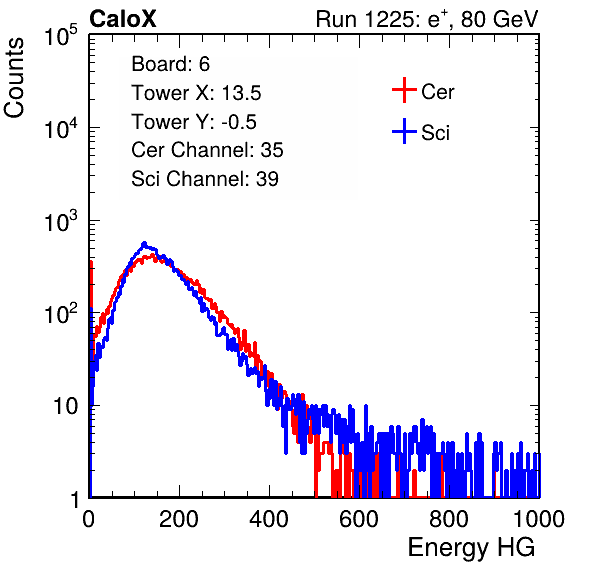 CaloX Run 1225: e+, 80 GeV
Board: 6
Tower X: 13.5
Tower Y: -0.5
Cer Channel: 35
Sci Channel: 39
Cer
Sci
Counts
10^5
10^4
10^3
10^2
10
1
0 200 400 600 800 1000
Energy HG